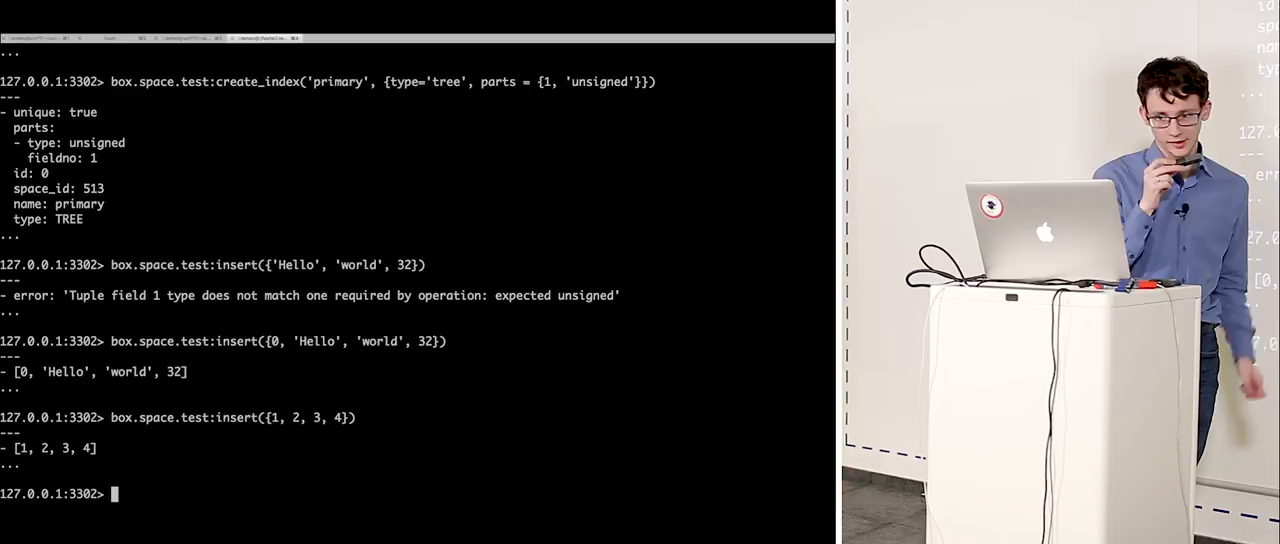 ...
127.0.0.1:3302> box.space.test:create_index('primary', {type='tree', parts = {1, 'unsigned'}})
---
- unique: true
parts:
- type: unsigned
fieldno: 1
id: 0
space_id: 513
name: primary
type: TREE
...
127.0.0.1:3302> box.space.test:insert({'Hello', 'world', 32})
---
- error: 'Tuple field 1 type does not match one required by operation: expected unsigned'
...
127.0.0.1:3302> box.space.test:insert({0, 'Hello', 'world', 32})
---
- [0, 'Hello', 'world', 32]
...
127.0.0.1:3302> box.space.test:insert({1, 2, 3, 4})
---
- [1, 2, 3, 4]
...
127.0.0.1:3302>